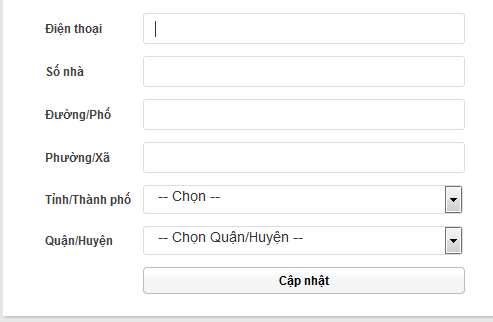 Điện thoại
Số nhà
Đường/Phố
Phường/Xã
Tỉnh/Thành phố
-- Chọn --
Quận/Huyện
-- Chọn Quận/Huyện --
Cập nhật